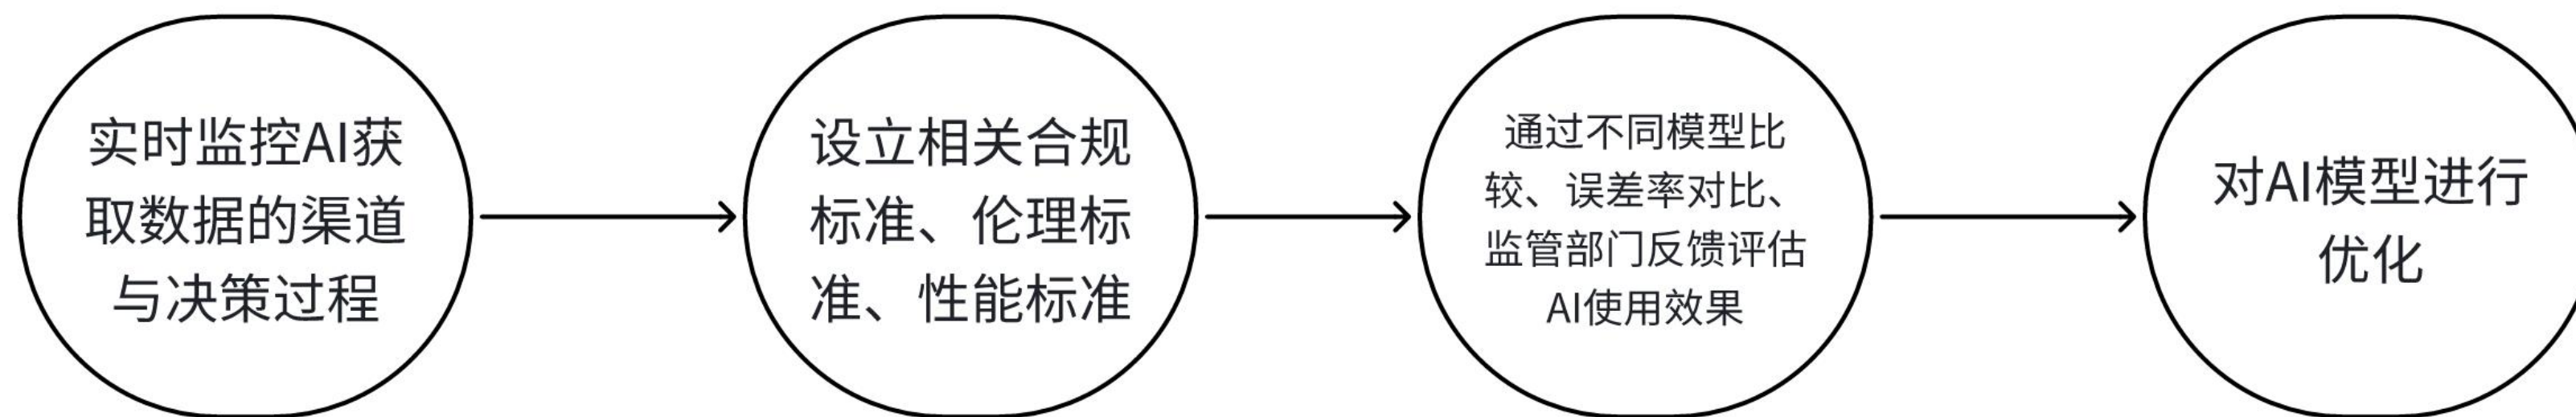 实时监控AI获
取数据的渠道
与决策过程
设立相关合规
标准、伦理标
准、性能标准
通过不同模型比
较、误差率对比、
监管部门反馈评估
AI使用效果
对AI模型进行
优化